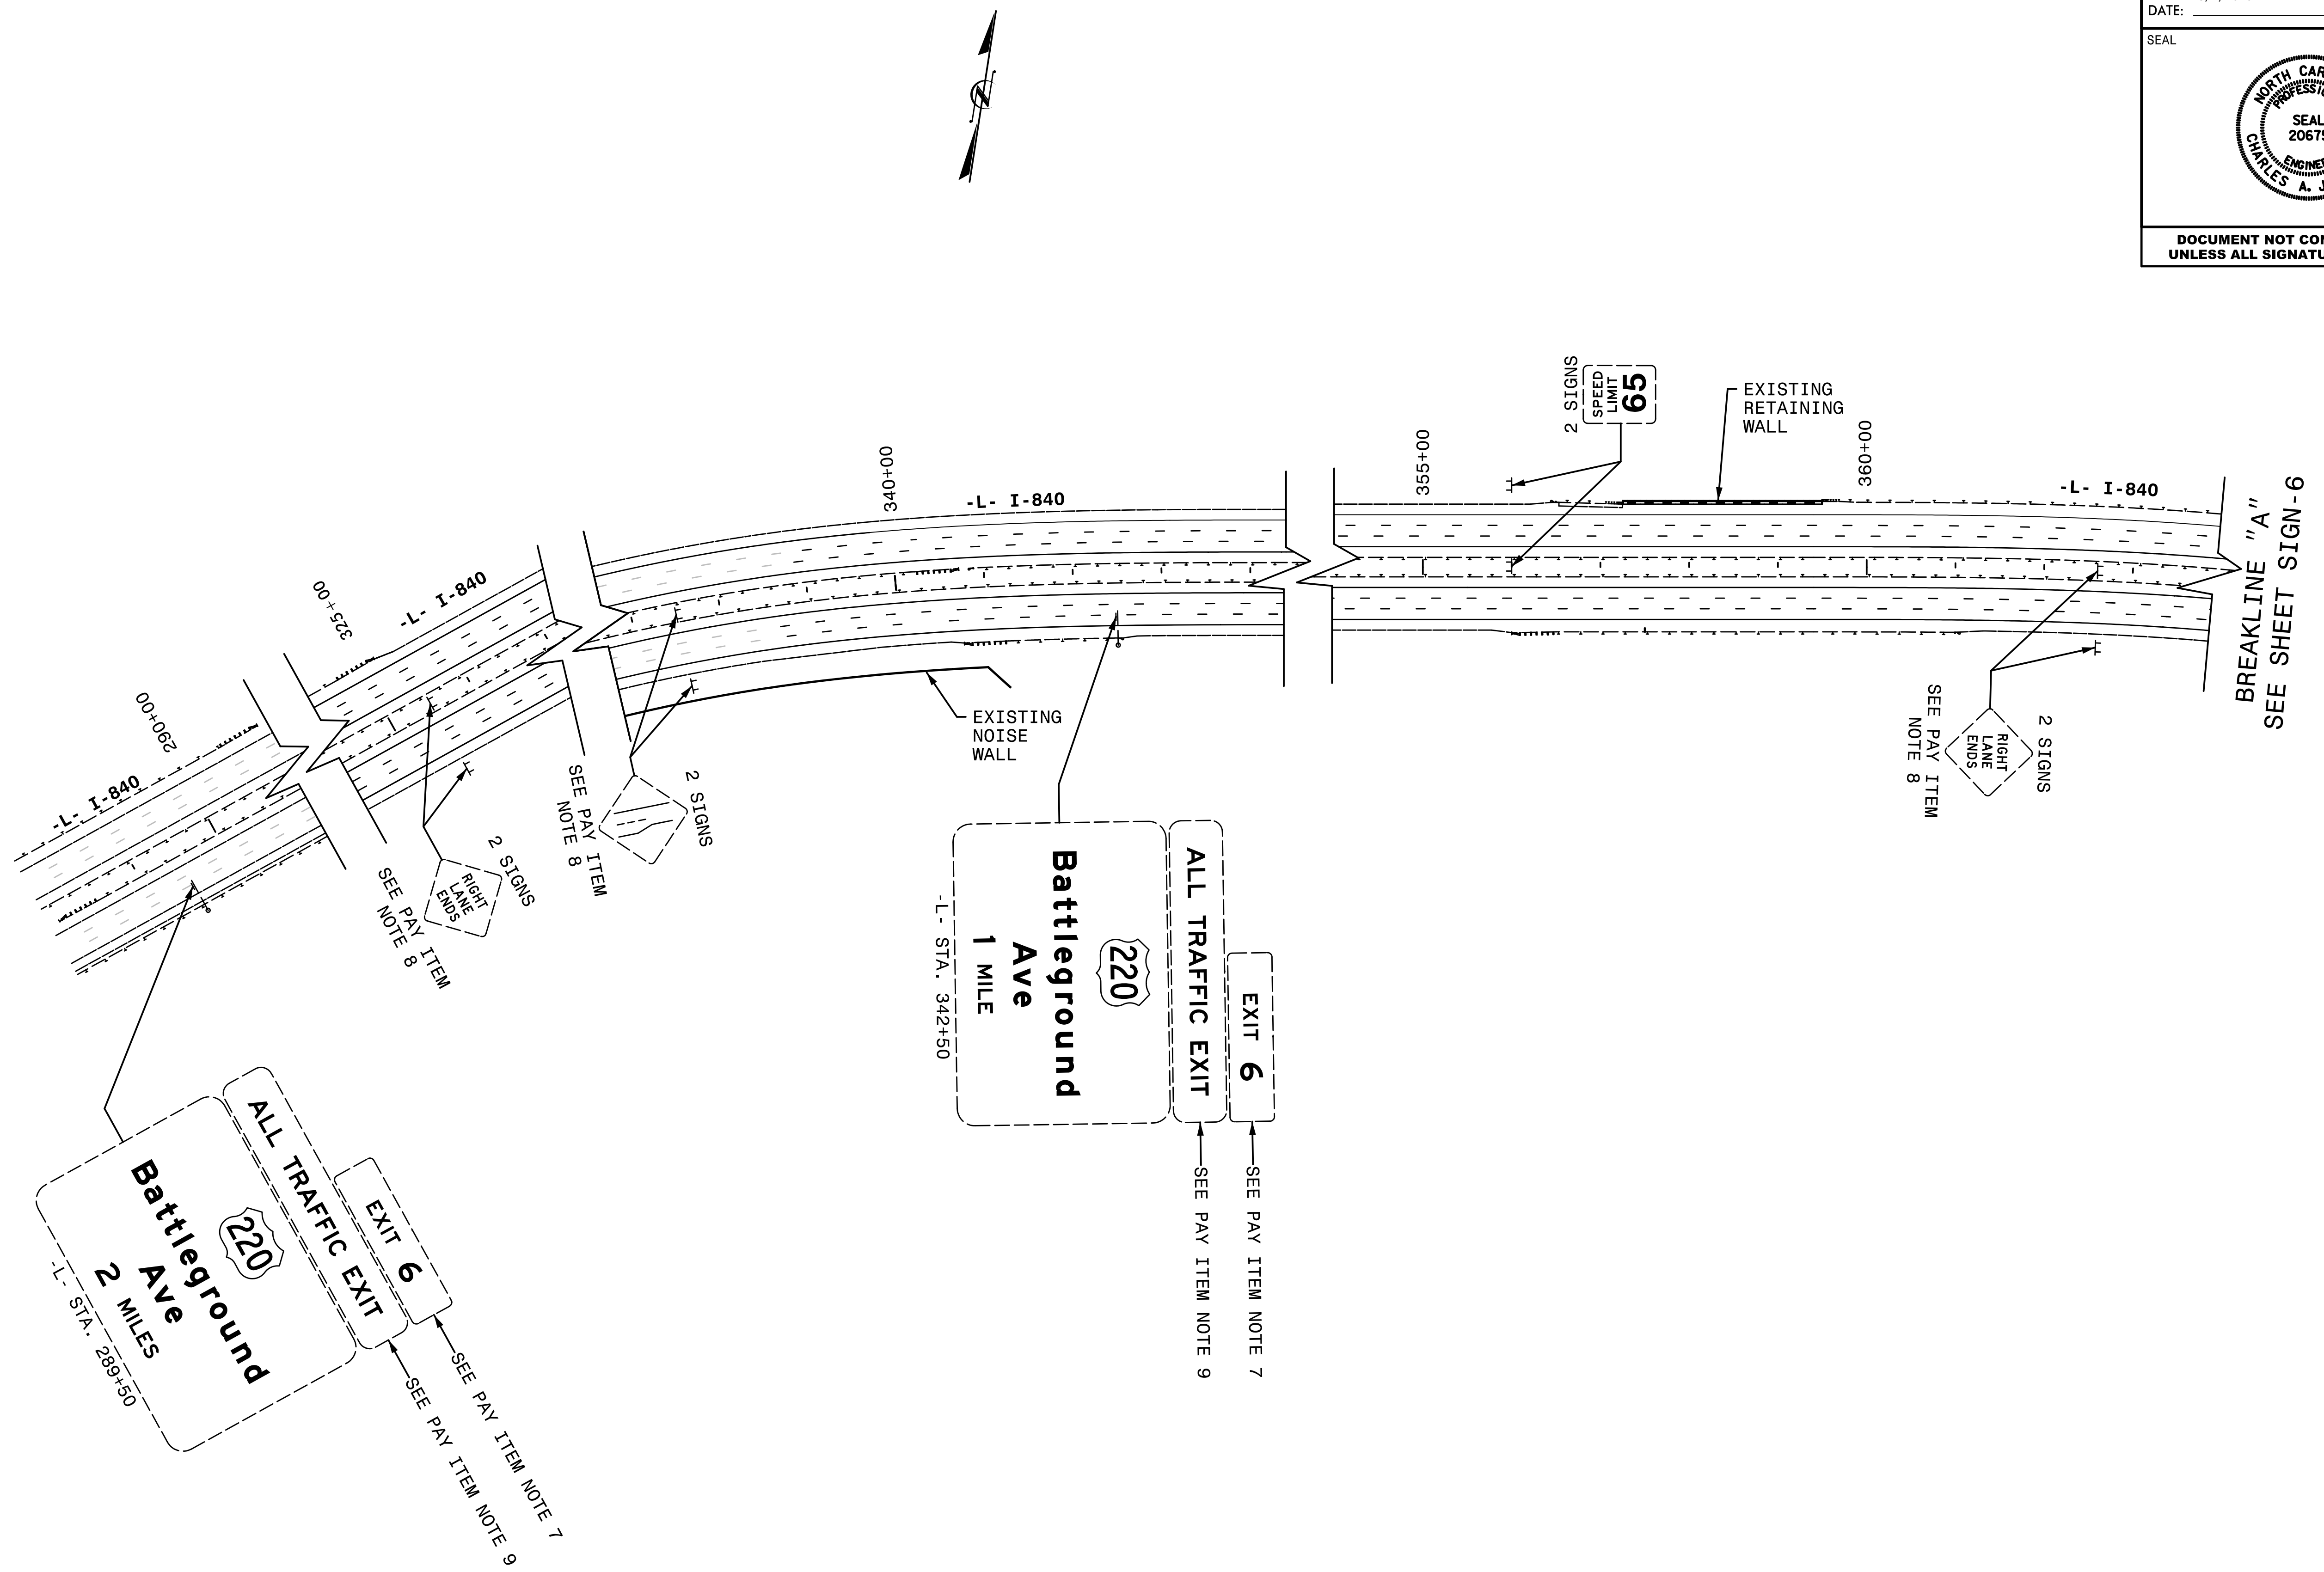 DATE:
SEAL
NORTH
PROFESSI
SEAL
2067
CHARLES A. J
DOCUMENT NOT CON
UNLESS ALL SIGNATU
2 SIGNS
SPEED
LIMIT
65
EXISTING
RETAINING
WALL
355+00
360+00
-L- I-840
BREAKLINE "A"
SEE SHEET SIGN-6
340+00
-L- I-840
325+00
-L- I-840
290+00
-L- I-840
EXISTING
NOISE
WALL
2 SIGNS
SEE PAY ITEM
NOTE 8
2 SIGNS
RIGHT
LANE
ENDS
SEE PAY ITEM
NOTE 8
2 SIGNS
RIGHT
LANE
ENDS
SEE PAY ITEM
NOTE 8
EXIT 6
ALL TRAFFIC EXIT
220
Battleground
Ave
1 MILE
-L- STA. 342+50
SEE PAY ITEM NOTE 7
SEE PAY ITEM NOTE 9
EXIT 6
ALL TRAFFIC EXIT
220
Battleground
Ave
2 MILES
-L- STA. 289+50
SEE PAY ITEM NOTE 7
SEE PAY ITEM NOTE 9